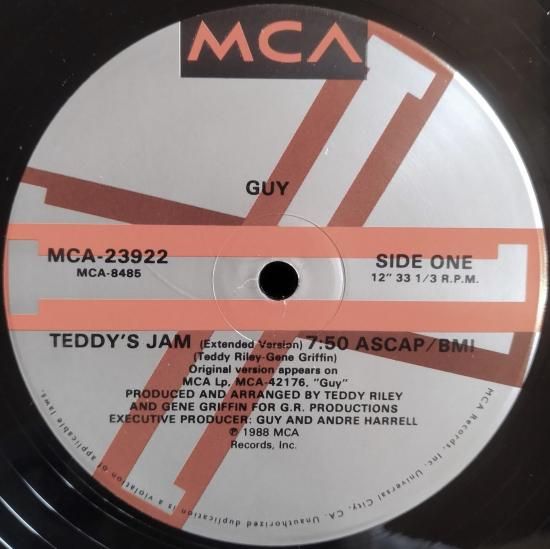 MCA
GUY
MCA-23922
MCA-8485
SIDE ONE
12" 33 1/3 R.P.M.
TEDDY'S JAM (Extended Version) 7:50 ASCAP/BMI
(Teddy Riley-Gene Griffin)
Original version appears on
MCA Lp, MCA-42176, "Guy"
PRODUCED AND ARRANGED BY TEDDY RILEY
AND GENE GRIFFIN FOR G.R. PRODUCTIONS
EXECUTIVE PRODUCER: GUY AND ANDRE HARRELL
℗ 1988 MCA
Records, Inc.
MCA Records, Inc. Universal City, CA. Unauthorized duplication is a violation of applicable laws.